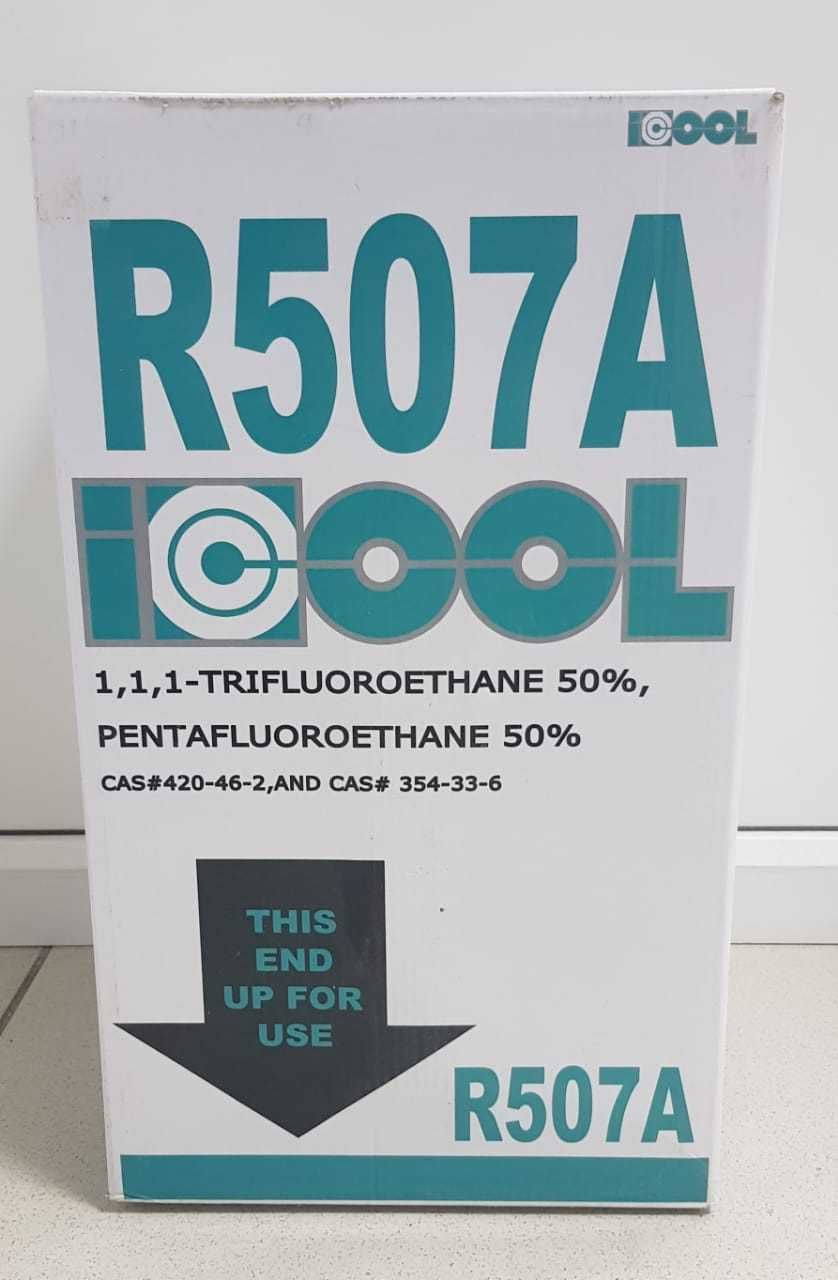 iCOOL
R507A
iCOOL
1,1,1-TRIFLUOROETHANE 50%,
PENTAFLUOROETHANE 50%
CAS#420-46-2,AND CAS# 354-33-6
THIS
END
UP FOR
USE
R507A